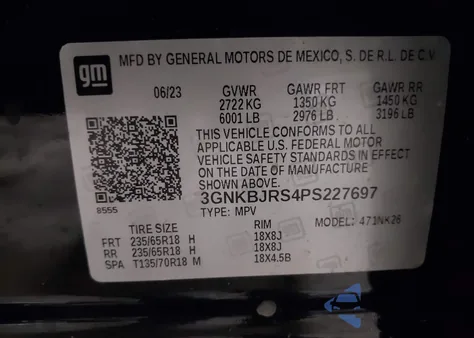 gm
MFD BY GENERAL MOTORS DE MEXICO, S. DE R.L. DE C.V.
06/23 GVWR GAWR FRT GAWR RR
2722 KG 1350 KG 1450 KG
6001 LB 2976 LB 3196 LB
THIS VEHICLE CONFORMS TO ALL
APPLICABLE U.S. FEDERAL MOTOR
VEHICLE SAFETY STANDARDS IN EFFECT
ON THE DATE OF MANUFACTURE
SHOWN ABOVE.
8555
3GNKBJRS4PS227697
TYPE: MPV MODEL: 471NK26
TIRE SIZE RIM
FRT 235/65R18 H 18X8J
RR 235/65R18 H 18X8J
SPA T135/70R18 M 18X4.5B